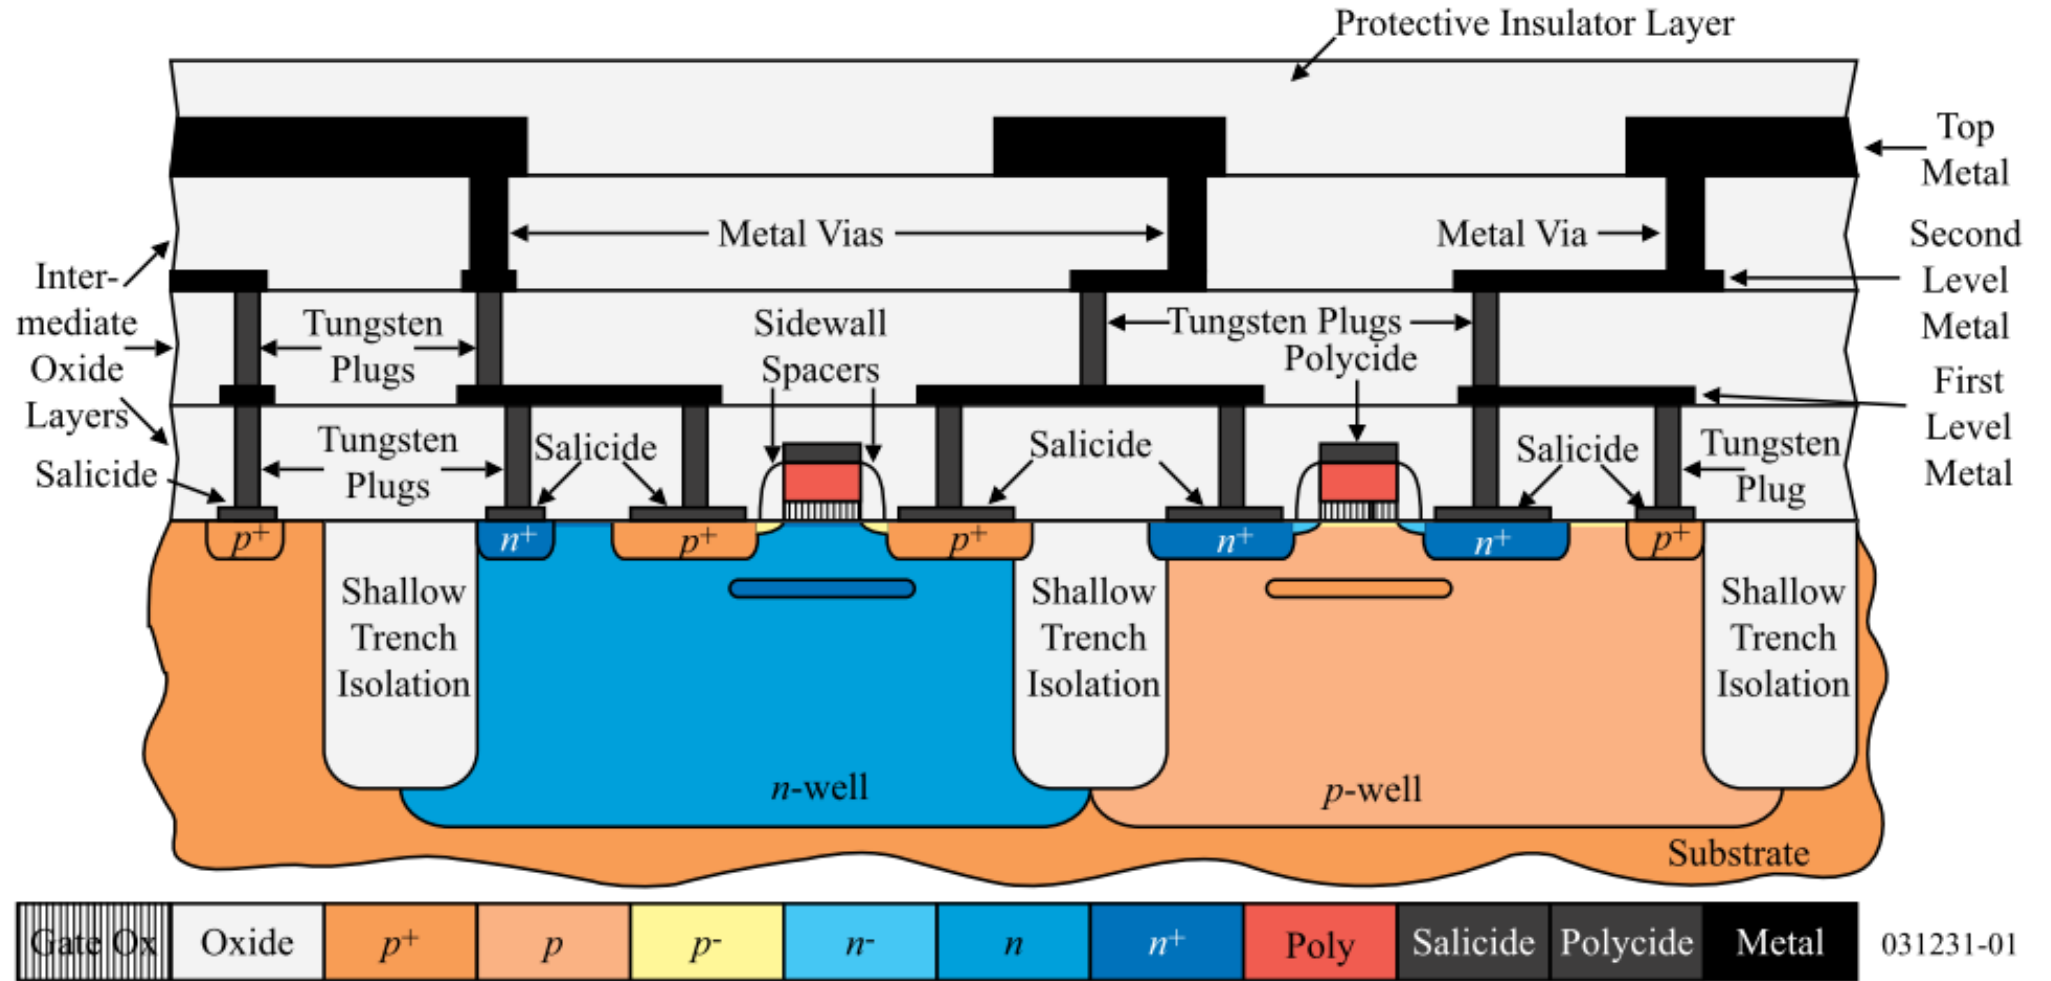 Protective Insulator Layer
Top
Metal
Metal Vias
Metal Via
Second
Level
Metal
Inter-
mediate
Oxide
Layers
Tungsten
Plugs
Sidewall
Spacers
Tungsten Plugs
Polycide
First
Level
Metal
Salicide
Tungsten
Plugs
Salicide
Salicide
Salicide
Tungsten
Plug
p+
n+
p+
p+
n+
n+
p+
Shallow
Trench
Isolation
Shallow
Trench
Isolation
Shallow
Trench
Isolation
n-well
p-well
Substrate
Gate Ox
Oxide
p+
p
p-
n-
n
n+
Poly
Salicide
Polycide
Metal
031231-01